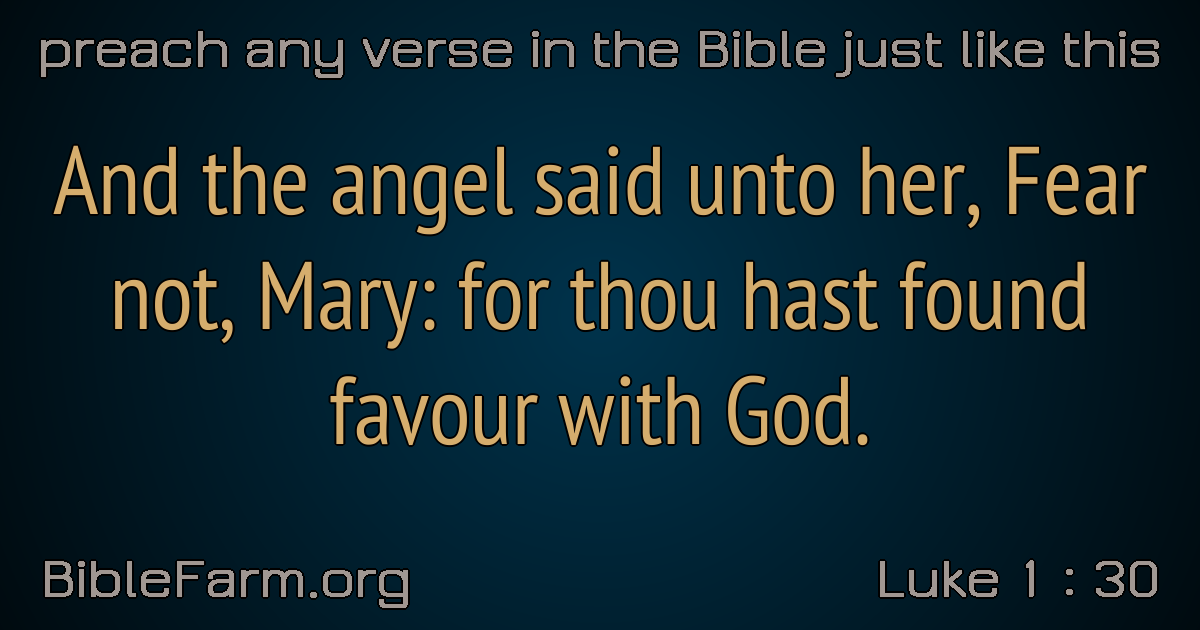 preach any verse in the Bible just like this
And the angel said unto her, Fear
not, Mary: for thou hast found
favour with God.
BibleFarm.org
Luke 1 : 30